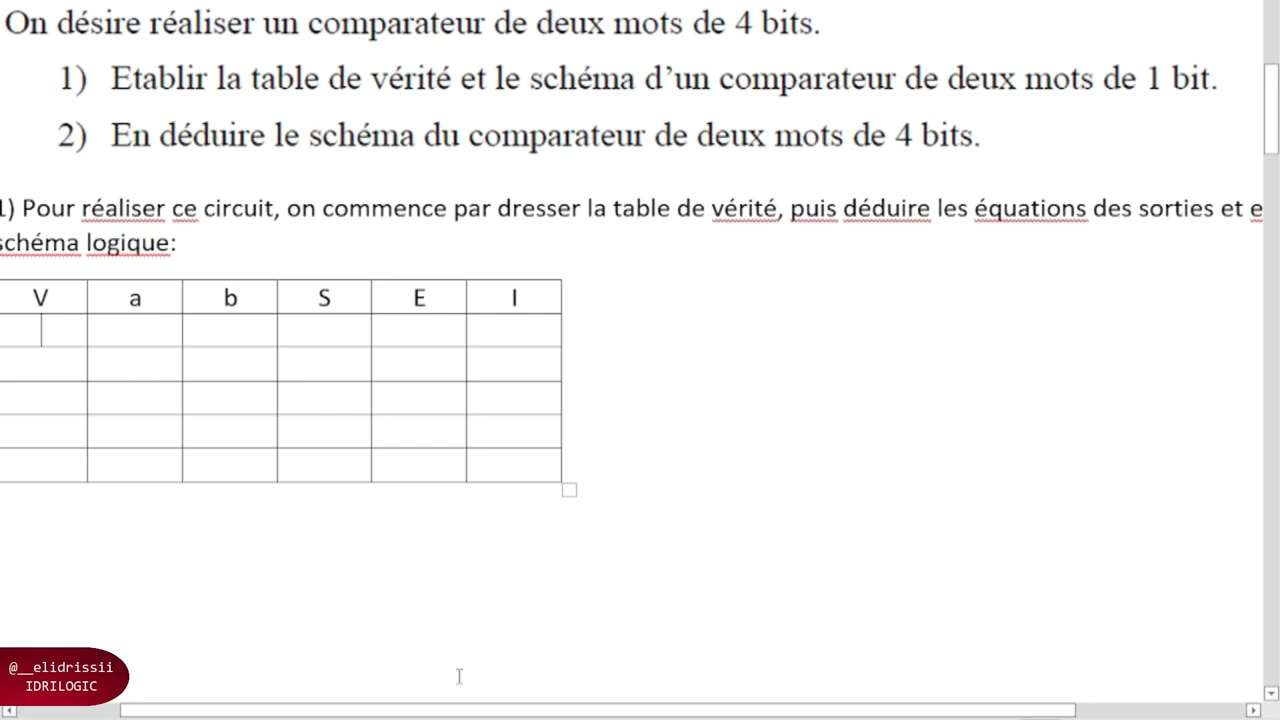 On désire réaliser un comparateur de deux mots de 4 bits.
1) Etablir la table de vérité et le schéma d’un comparateur de deux mots de 1 bit.
2) En déduire le schéma du comparateur de deux mots de 4 bits.
1) Pour réaliser ce circuit, on commence par dresser la table de vérité, puis déduire les équations des sorties et e
schéma logique:
V a b S E I
@__elidrissii
IDRILOGIC